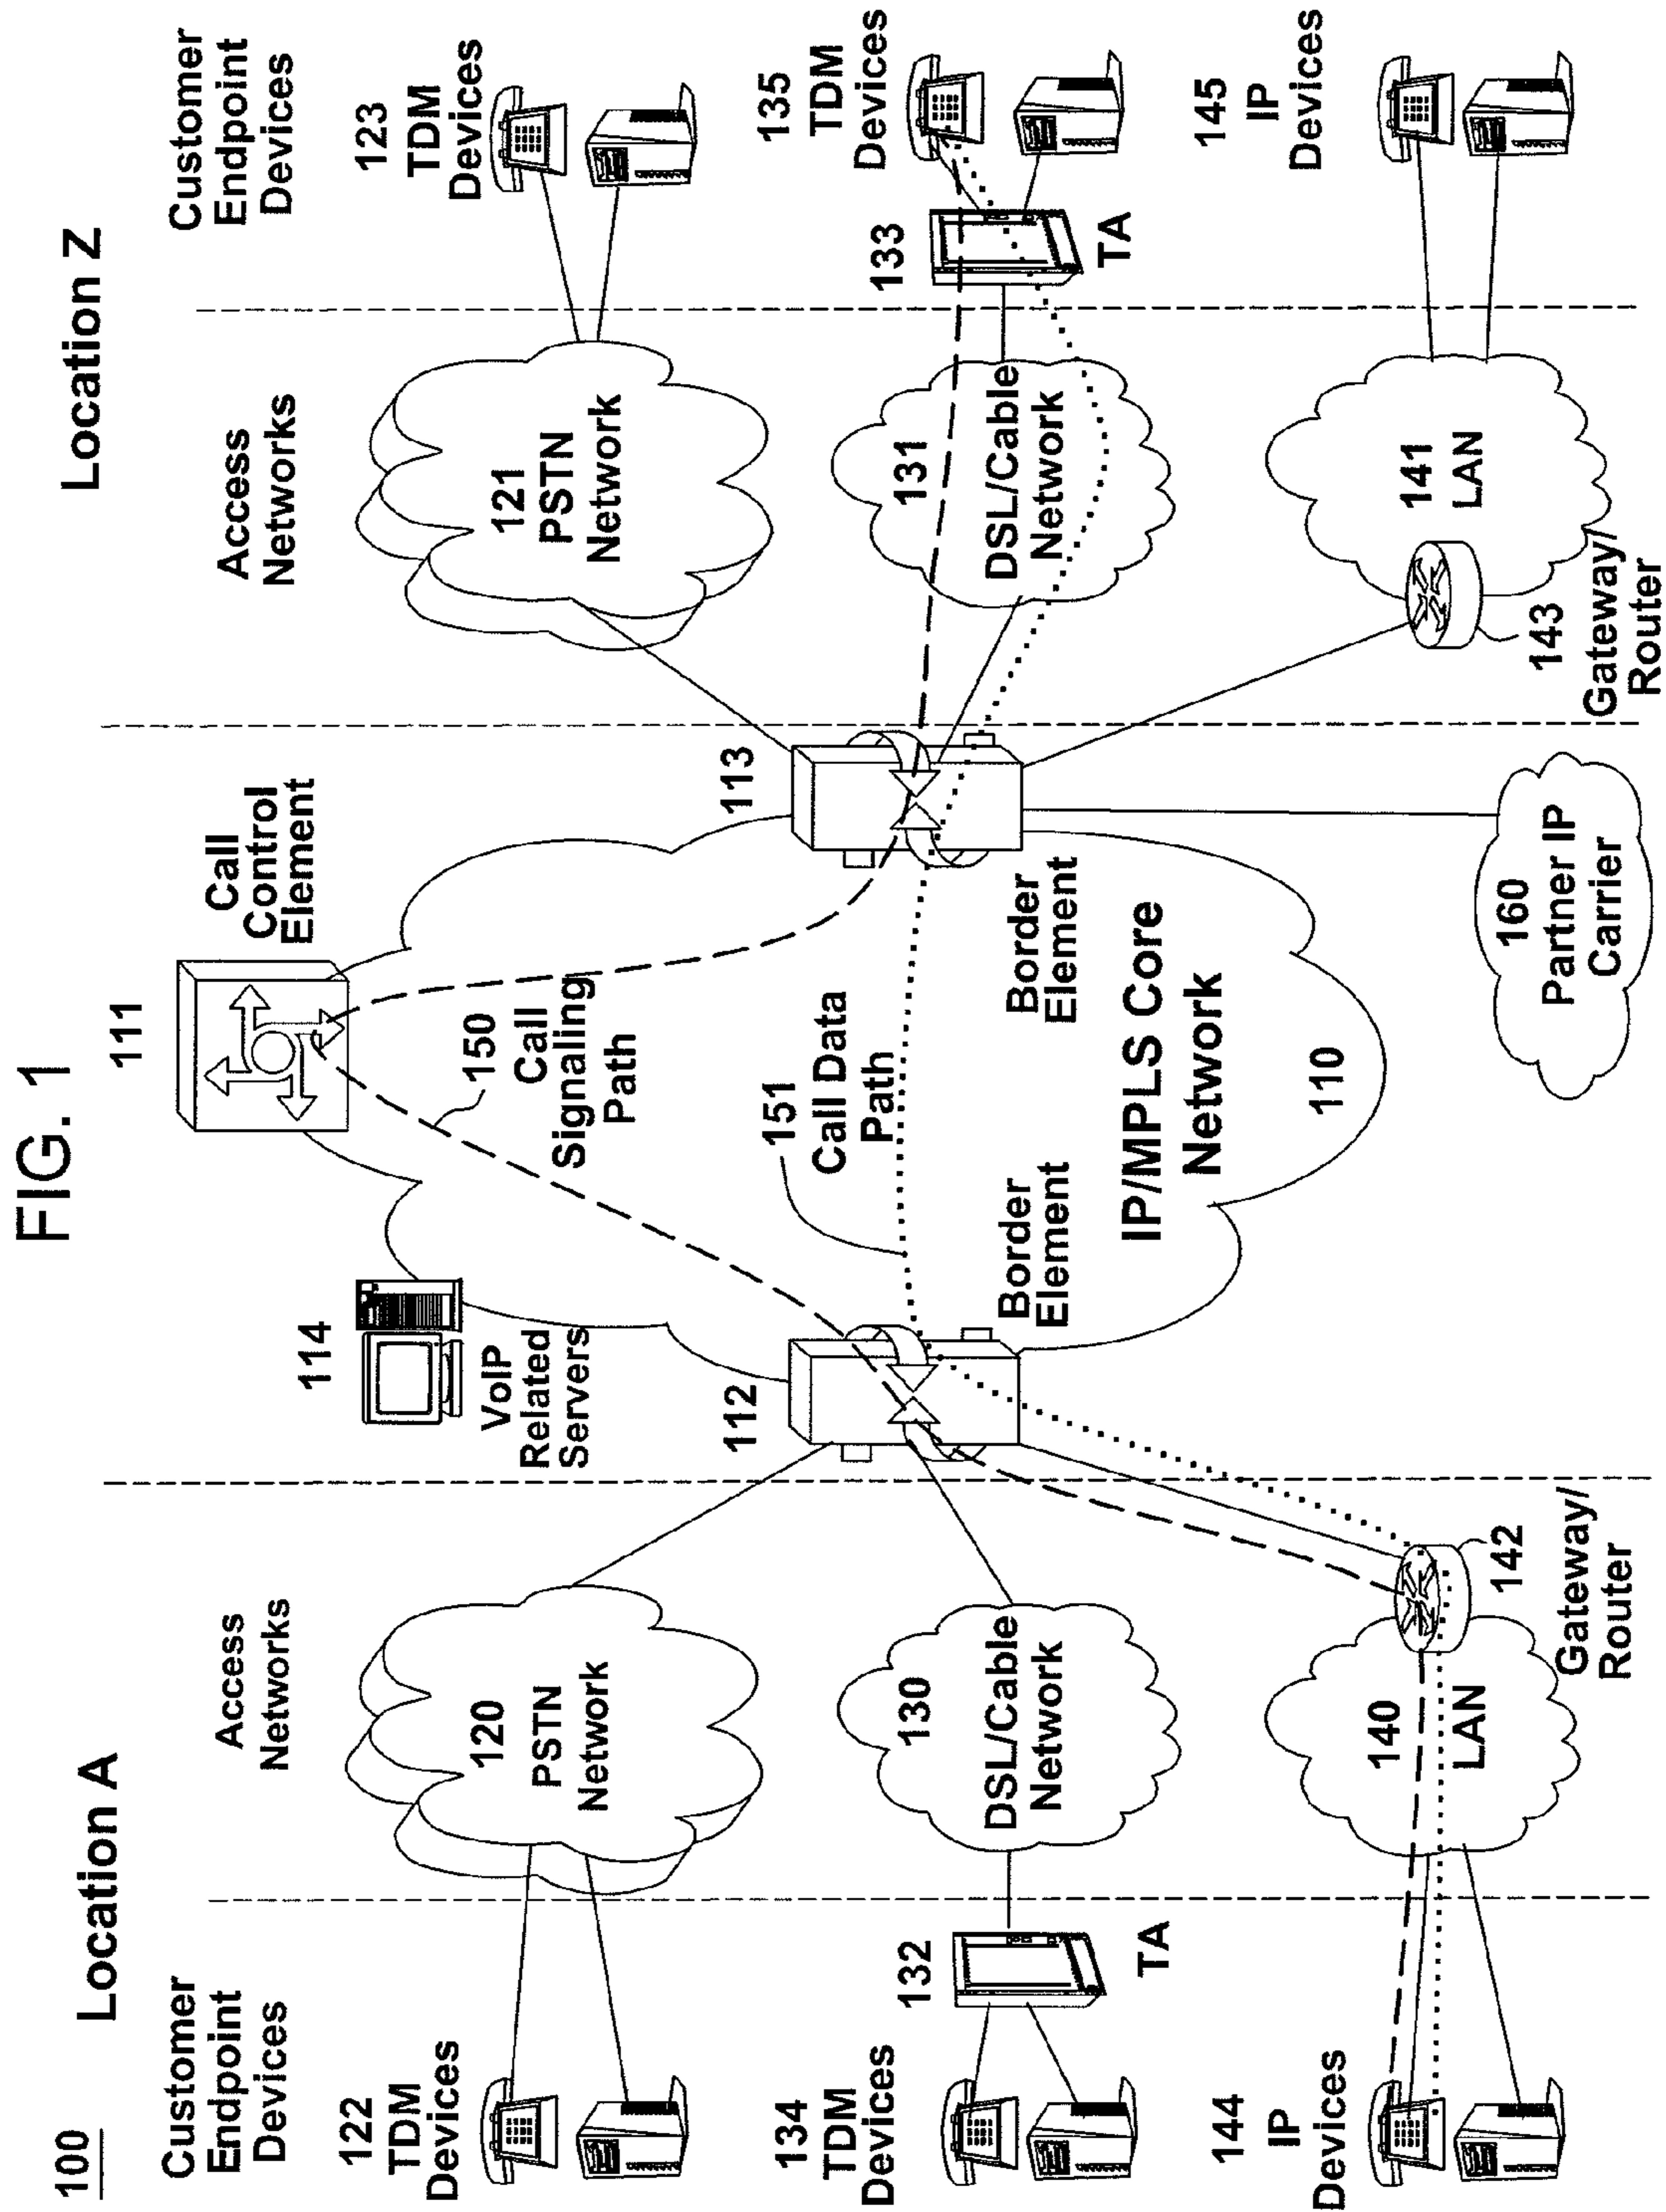 FIG. 1
100
Location A
Location Z
Customer
Endpoint
Devices
Access
Networks
111
Call
Control
Element
Access
Networks
Customer
Endpoint
Devices
122
TDM
Devices
120
PSTN
Network
114
VoIP
Related
Servers
150
Call
Signaling
Path
121
PSTN
Network
123
TDM
Devices
134
TDM
Devices
132
TA
130
DSL/Cable
Network
112
Border
Element
151
Call Data
Path
113
Border
Element
131
DSL/Cable
Network
133
TA
135
TDM
Devices
IP/MPLS Core
Network
110
144
IP
Devices
140
LAN
142
Gateway/
Router
160
Partner IP
Carrier
143
Gateway/
Router
141
LAN
145
IP
Devices